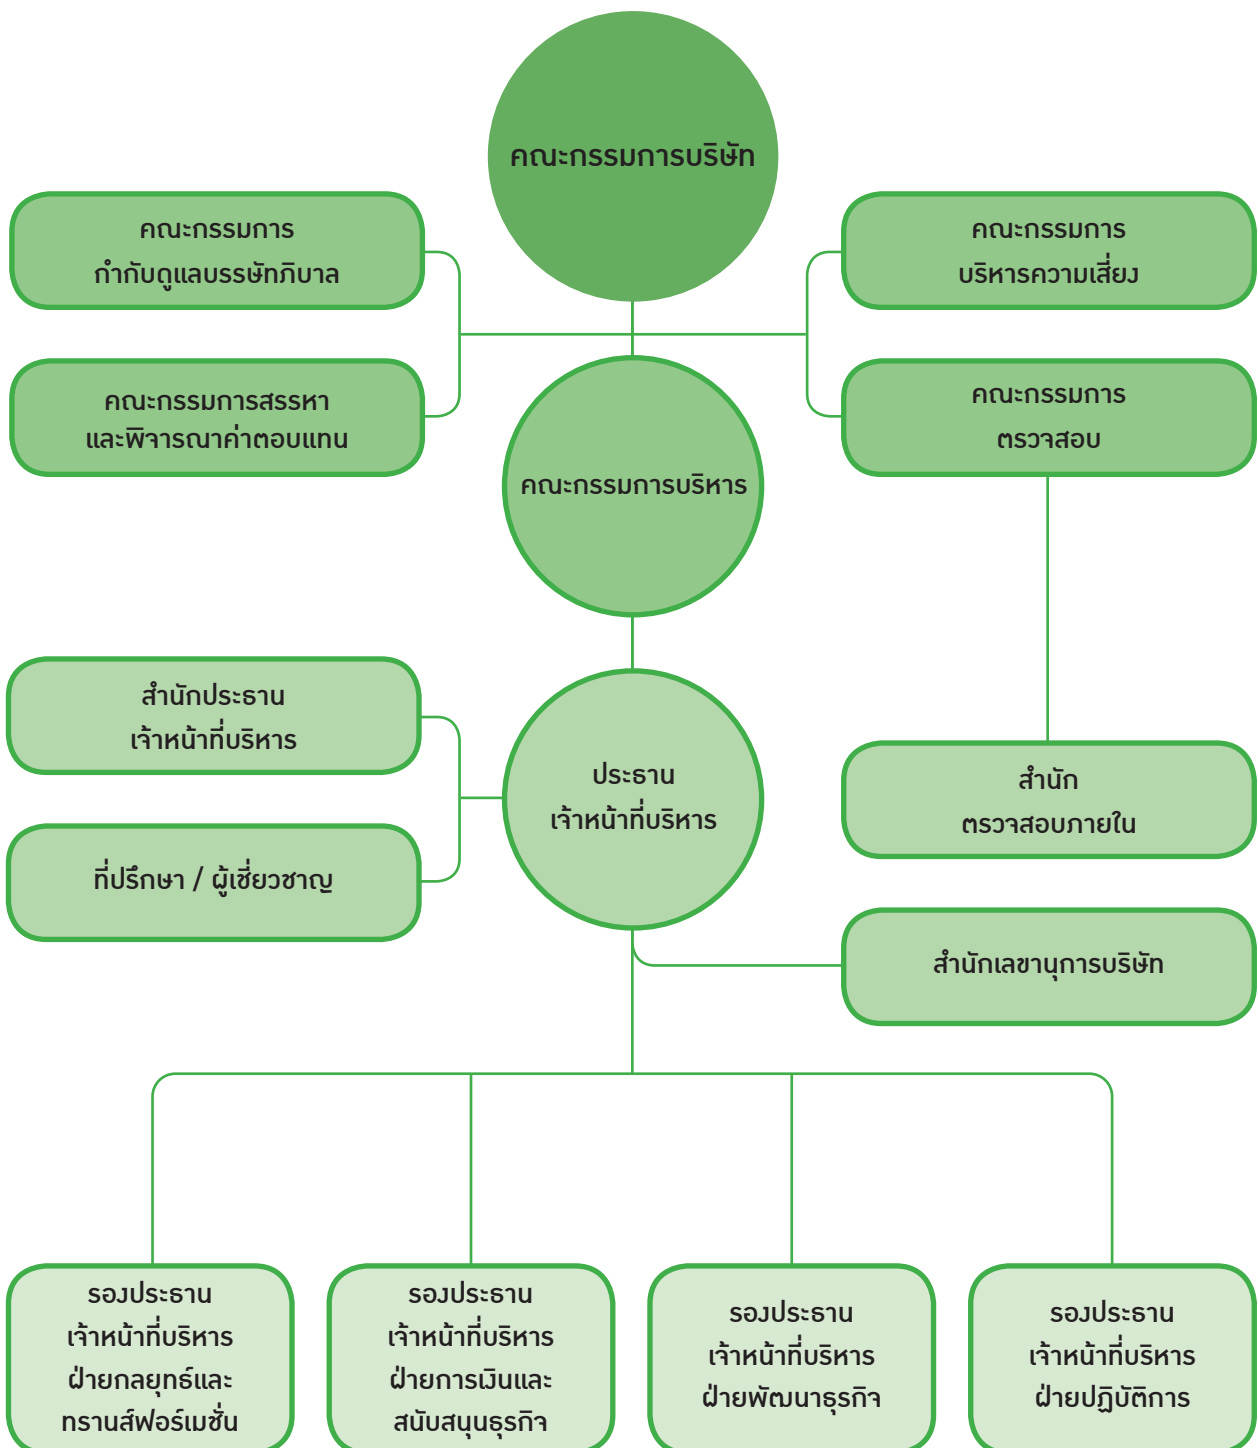 คณะกรรมการบริษัท
คณะกรรมการ
กำกับดูแลบรรษัทภิบาล
คณะกรรมการ
บริหารความเสี่ยง
คณะกรรมการสรรหา
และพิจารณาค่าตอบแทน
คณะกรรมการ
ตรวจสอบ
คณะกรรมการบริหาร
สำนักประธาน
เจ้าหน้าที่บริหาร
ประธาน
เจ้าหน้าที่บริหาร
สำนัก
ตรวจสอบภายใน
ที่ปรึกษา / ผู้เชี่ยวชาญ
สำนักเลขานุการบริษัท
รองประธาน
เจ้าหน้าที่บริหาร
ฝ่ายกลยุทธ์และ
ทรานส์ฟอร์เมชั่น
รองประธาน
เจ้าหน้าที่บริหาร
ฝ่ายการเงินและ
สนับสนุนธุรกิจ
รองประธาน
เจ้าหน้าที่บริหาร
ฝ่ายพัฒนาธุรกิจ
รองประธาน
เจ้าหน้าที่บริหาร
ฝ่ายปฏิบัติการ